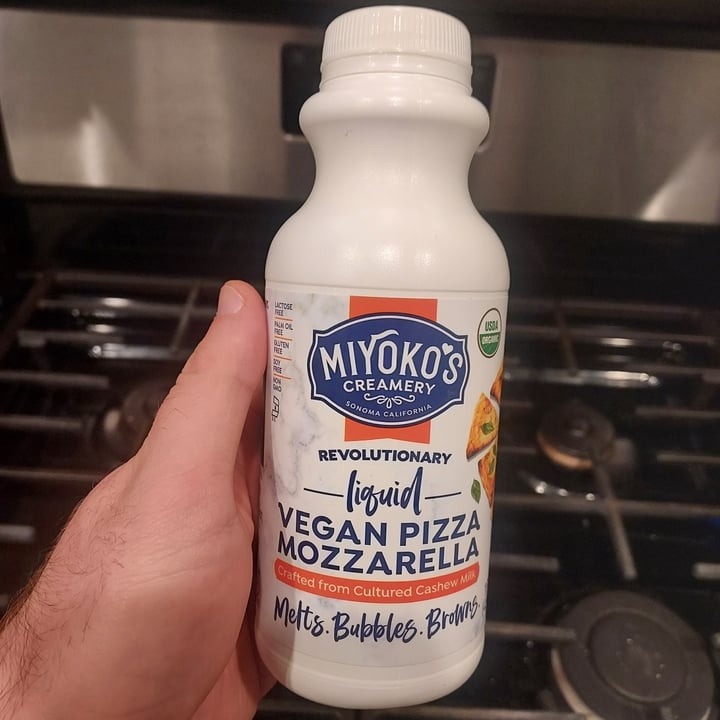 LACTOSE
FREE
PALM OIL
FREE
GLUTEN
FREE
SOY
FREE
NON
GMO
MIYOKO'S
CREAMERY
SONOMA CALIFORNIA
USDA
ORGANIC
REVOLUTIONARY
liquid
VEGAN PIZZA
MOZZARELLA
Crafted from Cultured Cashew Milk
Melts. Bubbles. Browns.